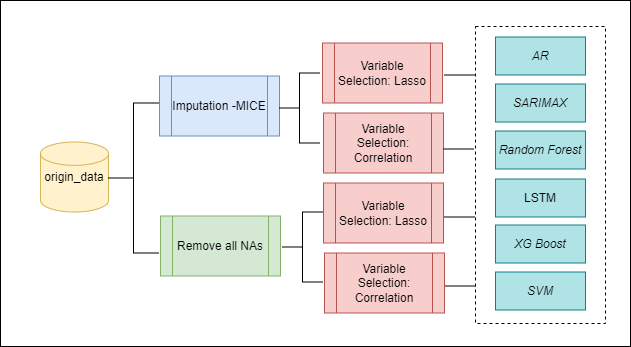 origin_data
Imputation -MICE
Remove all NAs
Variable
Selection: Lasso
Variable
Selection:
Correlation
Variable
Selection: Lasso
Variable
Selection:
Correlation
AR
SARIMAX
Random Forest
LSTM
XG Boost
SVM